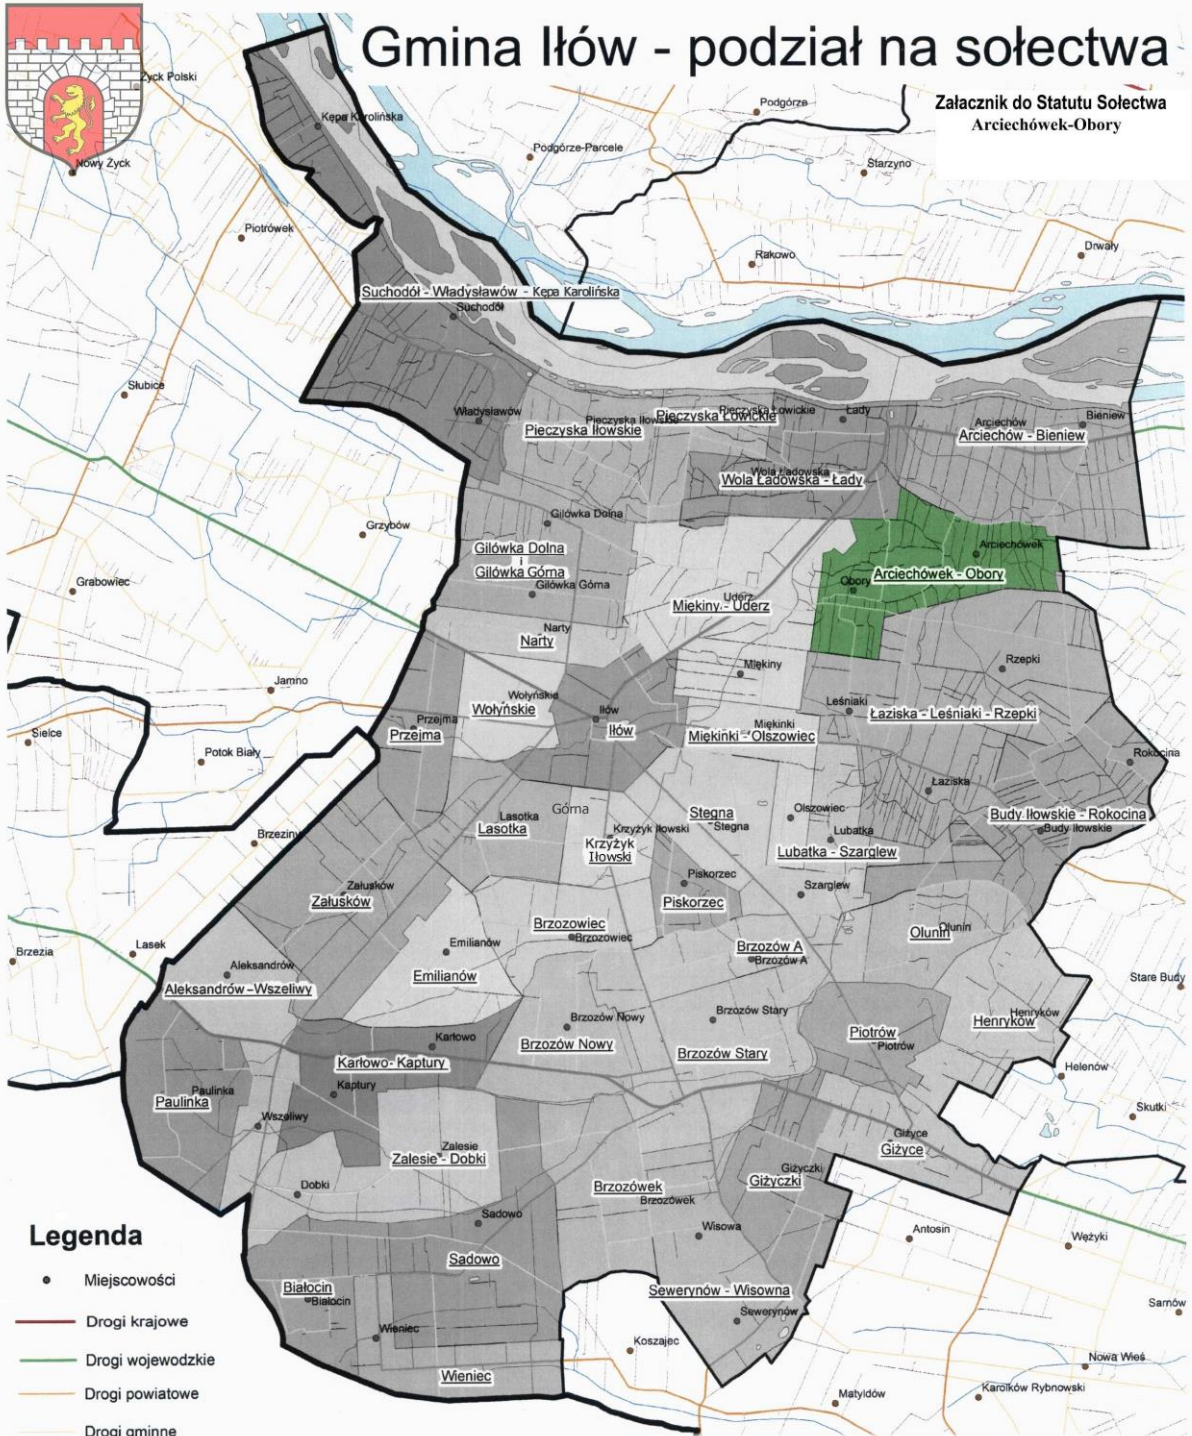 Gmina Iłów - podział na sołectwa
Załacznik do Statutu Sołectwa
Arciechówek-Obory
Życk Polski
Nowy Życk
Kępa Karolińska
Podgórze
Podgórze-Parcele
Starzyno
Piotrówek
Rakowo
Drwały
Suchodół - Władysławów - Kępa Karolińska
Suchodół
Słubice
Władysławów
Pieczyska Iłowskie
Pieczyska Iłowskie
Pieczyska Łowickie
Pieczyska Łowickie
Łady
Arciechów
Bieniew
Arciechów - Bieniew
Wola Ładowska
Wola Ładowska - Łady
Grzybów
Gilówka Dolna
Gilówka Dolna
i
Gilówka Górna
Gilówka Górna
Arciechówek
Arciechówek - Obory
Obory
Grabowiec
Uderz
Miękiny - Uderz
Narty
Narty
Miękiny
Rzepki
Jamno
Wołyńskie
Wołyńskie
Iłów
Iłów
Leśniaki
Łaziska - Leśniaki - Rzepki
Przejma
Przejma
Miękinki
Miękinki - Olszowiec
Sielce
Potok Biały
Rokocina
Łaziska
Górna
Lasotka
Lasotka
Stegna
Stegna
Olszowiec
Budy Iłowskie - Rokocina
Budy Iłowskie
Brzeziny
Krzyżyk Iłowski
Krzyżyk
Iłowski
Lubatka
Lubatka - Szarglew
Załusków
Załusków
Piskorzec
Piskorzec
Szarglew
Brzozowiec
Brzozowiec
Olunin
Olunin
Brzezia
Lasek
Emilianów
Emilianów
Brzozów A
Brzozów A
Aleksandrów
Aleksandrów -Wszeliwy
Stare Budy
Brzozów Nowy
Brzozów Nowy
Brzozów Stary
Brzozów Stary
Piotrów
Piotrów
Henryków
Henryków
Karłowo
Karłowo- Kaptury
Kaptury
Helenów
Paulinka
Paulinka
Wszeliwy
Skutki
Zalesie
Zalesie - Dobki
Giżyce
Giżyce
Dobki
Brzozówek
Brzozówek
Giżyczki
Giżyczki
Sadowo
Sadowo
Wisowa
Antosin
Wężyki
Legenda
Miejscowości
Drogi krajowe
Drogi wojewodzkie
Drogi powiatowe
Drogi gminne
Białocin
Białocin
Sewerynów - Wisowna
Sewerynów
Sarnów
Wieniec
Wieniec
Koszajec
Nowa Wieś
Matyldów
Karolków Rybnowski